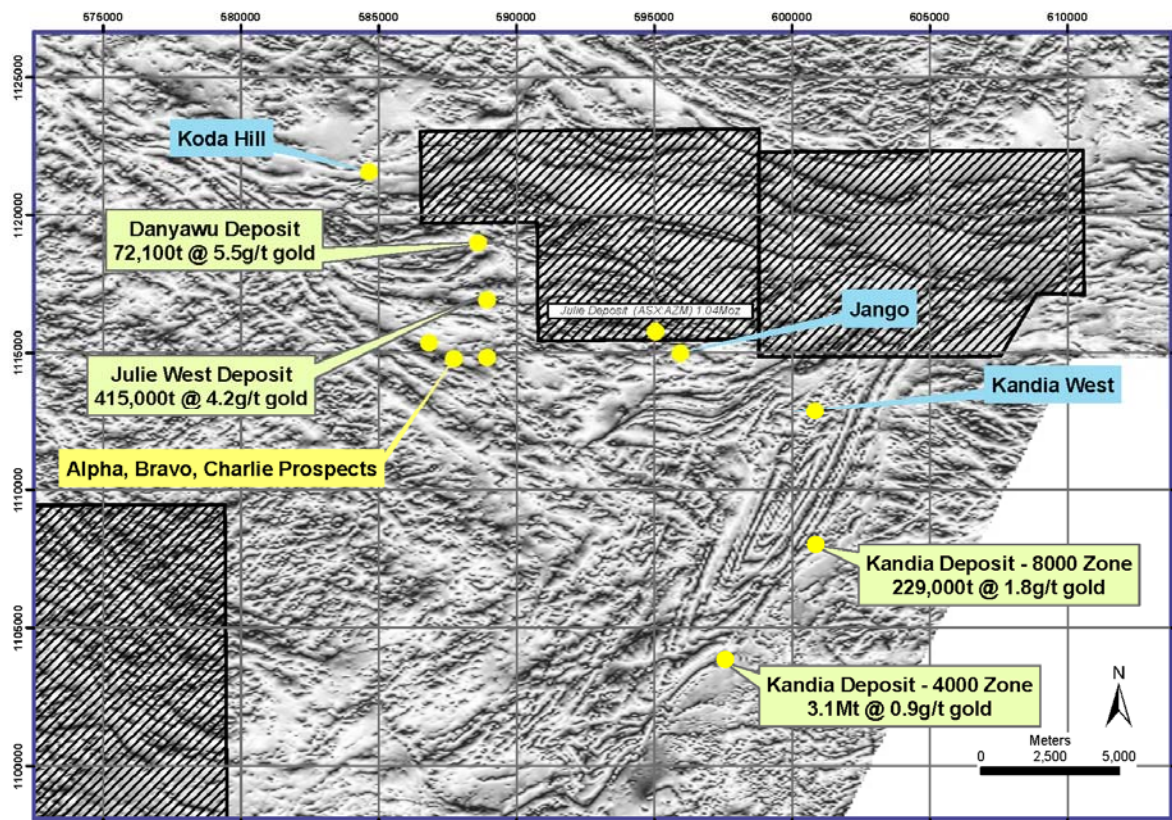 575000
580000
585000
590000
595000
600000
605000
610000
1125000
1120000
1115000
1110000
1105000
1100000
Koda Hill
Danyawu Deposit
72,100t @ 5.5g/t gold
Julie Deposit (ASX:AZM) 1.04Moz
Jango
Julie West Deposit
415,000t @ 4.2g/t gold
Kandia West
Alpha, Bravo, Charlie Prospects
Kandia Deposit - 8000 Zone
229,000t @ 1.8g/t gold
Kandia Deposit - 4000 Zone
3.1Mt @ 0.9g/t gold
N
Meters
0 2,500 5,000